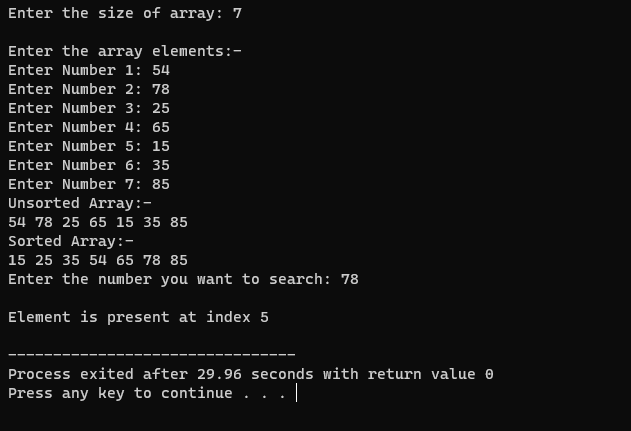 Enter the size of array: 7
Enter the array elements:-
Enter Number 1: 54
Enter Number 2: 78
Enter Number 3: 25
Enter Number 4: 65
Enter Number 5: 15
Enter Number 6: 35
Enter Number 7: 85
Unsorted Array:-
54 78 25 65 15 35 85
Sorted Array:-
15 25 35 54 65 78 85
Enter the number you want to search: 78
Element is present at index 5
--------------------------------
Process exited after 29.96 seconds with return value 0
Press any key to continue . . .